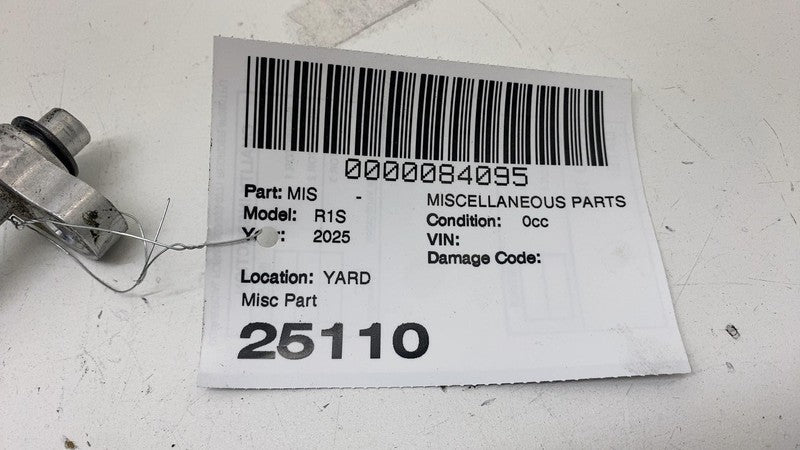 0000084095
Part: MIS - MISCELLANEOUS PARTS
Model: R1S Condition: 0cc
2025 VIN:
Damage Code:
Location: YARD
Misc Part
25110